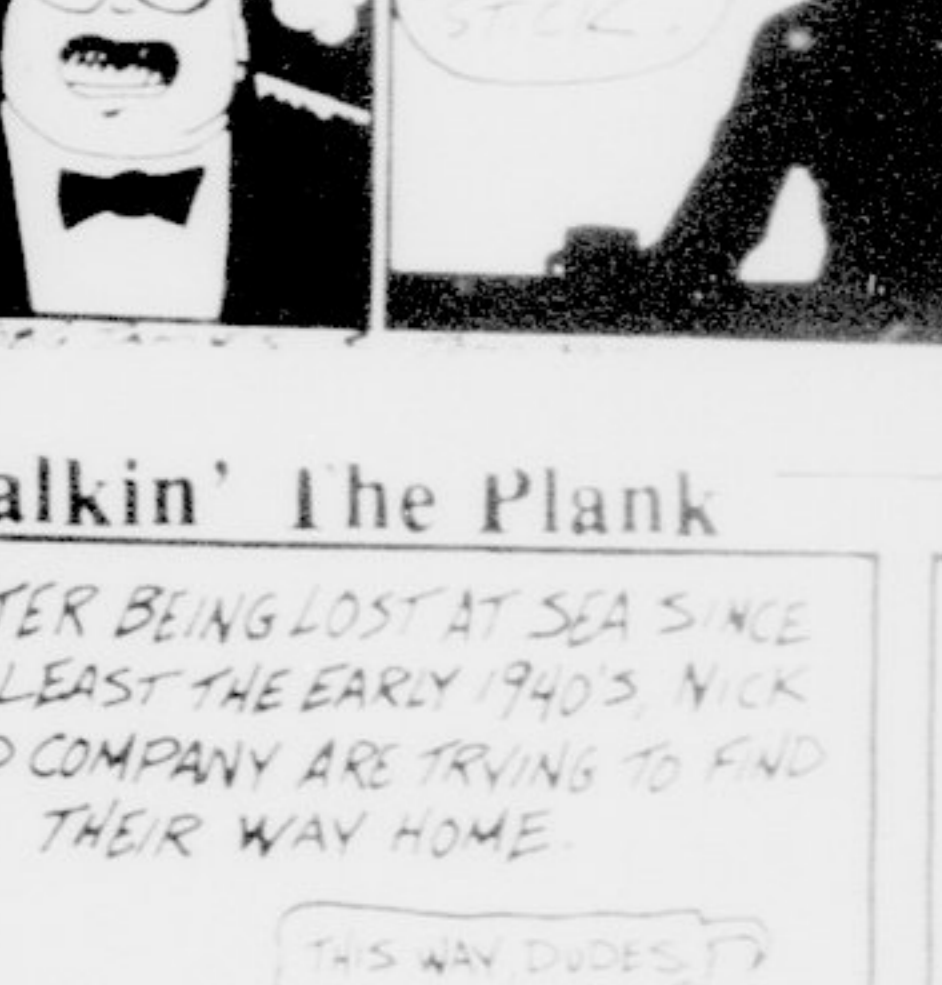 STICK.
alkin' The Plank
TER BEING LOST AT SEA SINCE
LEAST THE EARLY 1940'S, NICK
D COMPANY ARE TRYING TO FIND
THEIR WAY HOME.
THIS WAY, DUDES